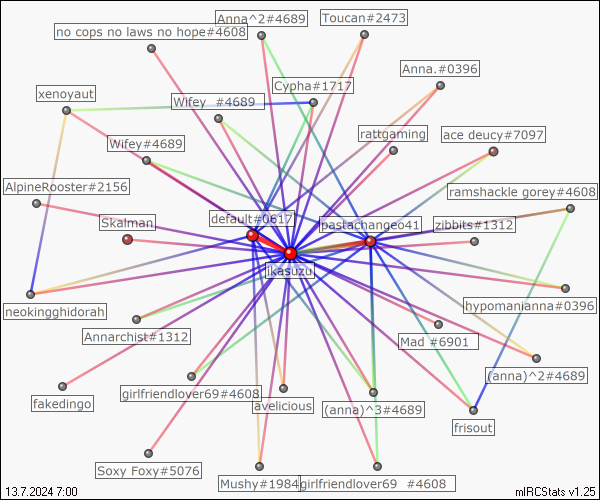 Anna^2#4689
Toucan#2473
no cops no laws no hope#4608
Anna.#0396
Cypha#1717
xenoyaut
Wifey #4689
rattgaming
ace deucy#7097
Wifey#4689
AlpineRooster#2156
ramshackle gorey#4608
default#0617
Skalman
pastachangeo41
zibbits#1312
ikasuzu
neokingghidorah
hypomanianna#0396
Annarchist#1312
Mad #6901
(anna)^2#4689
girlfriendlover69#4608
fakedingo
avelicious
(anna)^3#4689
frisout
Soxy Foxy#5076
Mushy#1984
girlfriendlover69 #4608
13.7.2024 7:00
mIRCStats v1.25